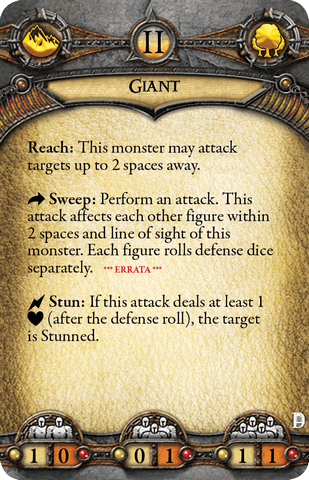 II
GIANT
Reach: This monster may attack
targets up to 2 spaces away.
Sweep: Perform an attack. This
attack affects each other figure within
2 spaces and line of sight of this
monster. Each figure rolls defense dice
separately. *** ERRATA ***
Stun: If this attack deals at least 1
(after the defense roll), the target
is Stunned.
D
1 0 0 1 1 1